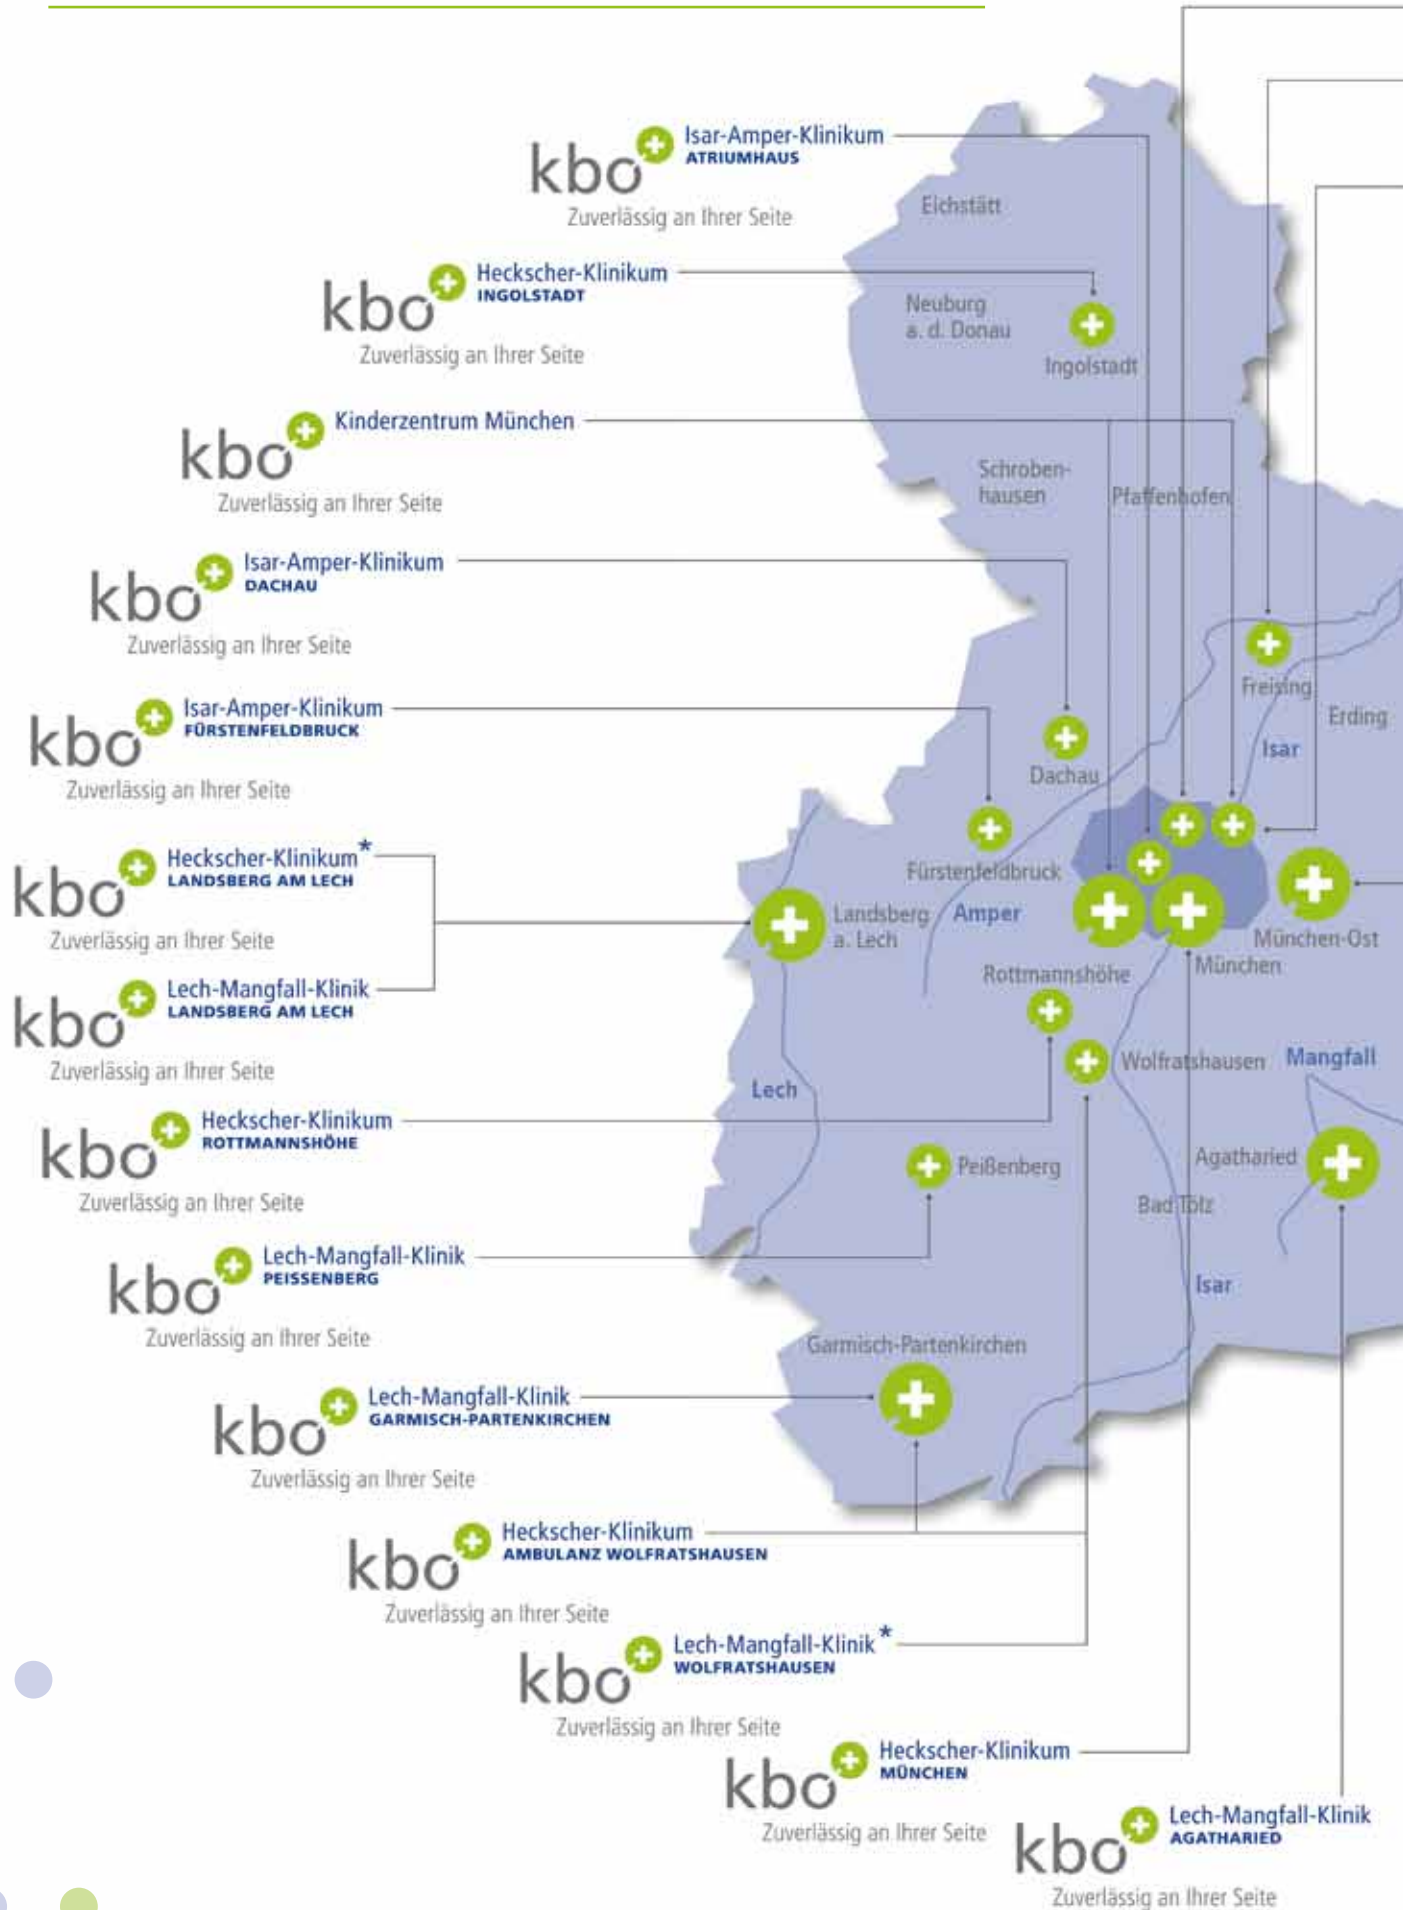 kbo
Isar-Amper-Klinikum
ATRIUMHAUS
Zuverlässig an Ihrer Seite
kbo
Heckscher-Klinikum
INGOLSTADT
Zuverlässig an Ihrer Seite
kbo
Kinderzentrum München
Zuverlässig an Ihrer Seite
kbo
Isar-Amper-Klinikum
DACHAU
Zuverlässig an Ihrer Seite
kbo
Isar-Amper-Klinikum
FÜRSTENFELDBRUCK
Zuverlässig an Ihrer Seite
kbo
Heckscher-Klinikum*
LANDSBERG AM LECH
Zuverlässig an Ihrer Seite
kbo
Lech-Mangfall-Klinik
LANDSBERG AM LECH
Zuverlässig an Ihrer Seite
kbo
Heckscher-Klinikum
ROTTMANNSHÖHE
Zuverlässig an Ihrer Seite
kbo
Lech-Mangfall-Klinik
PEISSENBERG
Zuverlässig an Ihrer Seite
kbo
Lech-Mangfall-Klinik
GARMISCH-PARTENKIRCHEN
Zuverlässig an Ihrer Seite
kbo
Heckscher-Klinikum
AMBULANZ WOLFRATSHAUSEN
Zuverlässig an Ihrer Seite
kbo
Lech-Mangfall-Klinik*
WOLFRATSHAUSEN
Zuverlässig an Ihrer Seite
kbo
Heckscher-Klinikum
MÜNCHEN
Zuverlässig an Ihrer Seite
kbo
Lech-Mangfall-Klinik
AGATHARIED
Zuverlässig an Ihrer Seite
Eichstätt
Neuburg
a. d. Donau
Ingolstadt
Schroben-
hausen
Pfaffenhofen
Freising
Erding
Isar
Dachau
Fürstenfeldbruck
Amper
Landsberg
a. Lech
München-Ost
München
Rottmannshöhe
Wolfratshausen
Mangfall
Lech
Peißenberg
Agatharied
Bad Tölz
Isar
Garmisch-Partenkirchen